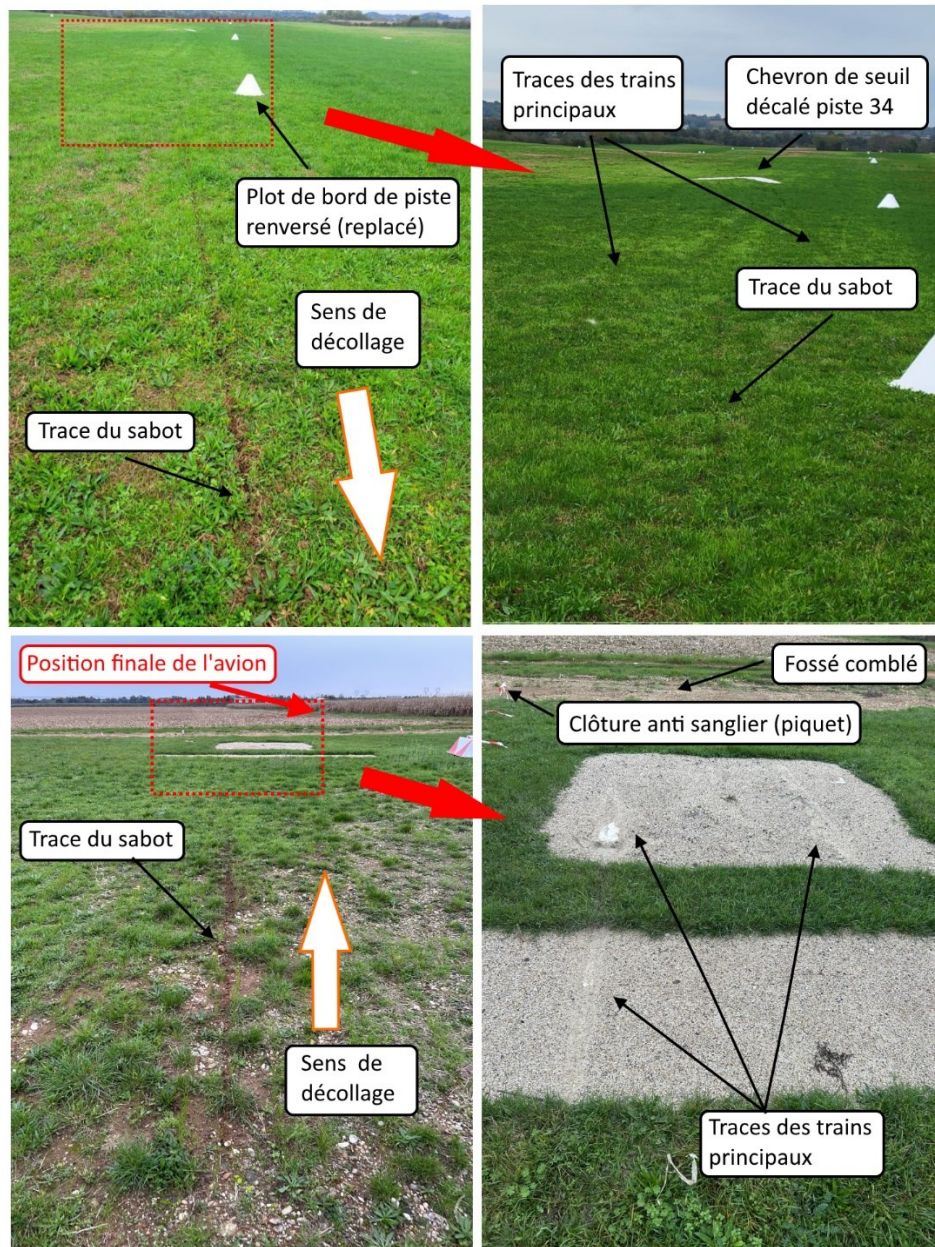 Traces des trains
principaux
Chevron de seuil
décalé piste 34
Plot de bord de piste
renversé (replacé)
Trace du sabot
Sens de
décollage
Trace du sabot
Position finale de l'avion
Fossé comblé
Clôture anti sanglier (piquet)
Trace du sabot
Sens de
décollage
Traces des trains
principaux